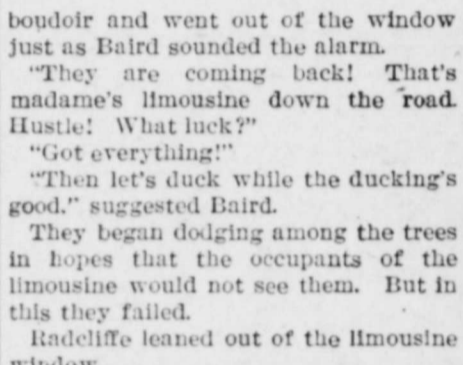 boudoir and went out of the window
just as Baird sounded the alarm.
"They are coming back! That's
madame's limousine down the road.
Hustle! What luck?"
"Got everything!"
"Then let's duck while the ducking's
good." suggested Baird.
They began dodging among the trees
in hopes that the occupants of the
limousine would not see them. But in
this they failed.
Radcliffe leaned out of the limousine
window